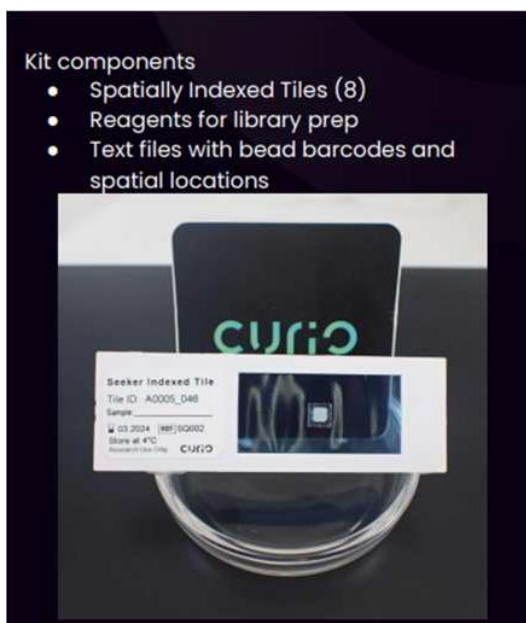 Kit components
● Spatially Indexed Tiles (8)
● Reagents for library prep
● Text files with bead barcodes and
spatial locations
curio
Seeker Indexed Tile
Tile ID: A0005_046
Sample
03.2024 REF SQ002
Store at 4°C
Research Use Only curio